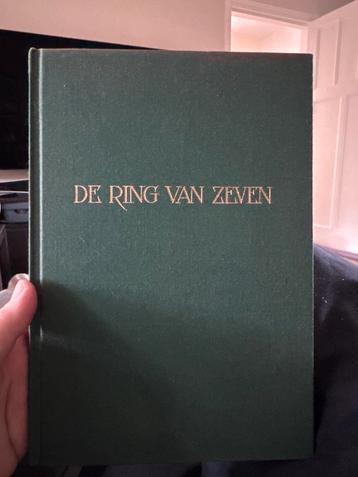 DE RING VAN ZEVEN